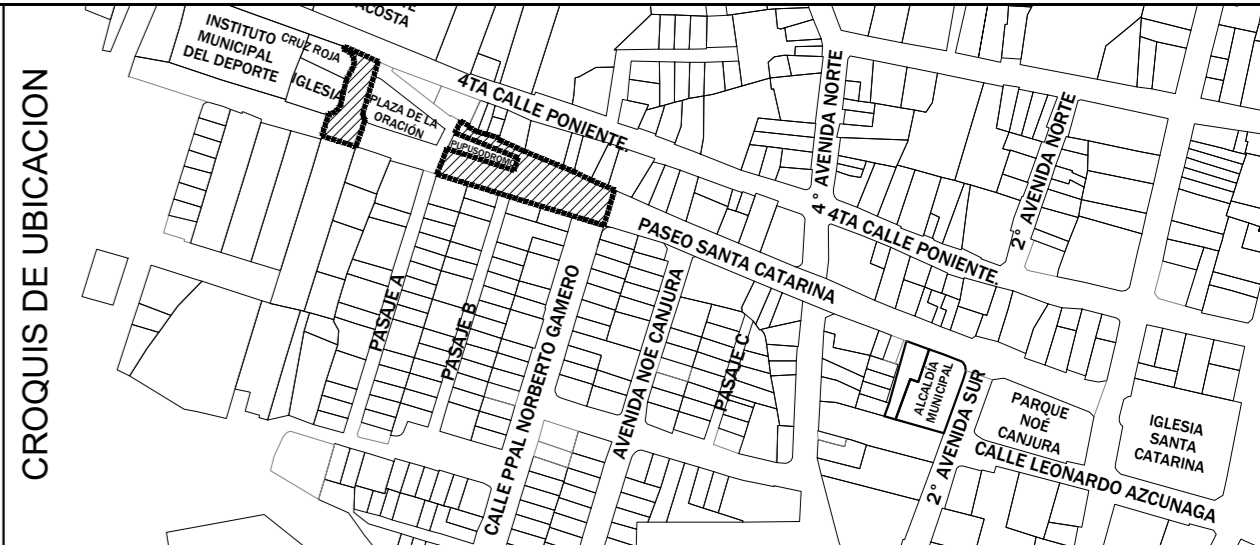 CROQUIS DE UBICACION
ACOSTA
INSTITUTO
MUNICIPAL
DEL DEPORTE
CRUZ ROJA
IGLESIA
PLAZA DE LA
ORACIÓN
PUPUSODROMO
4TA CALLE PONIENTE.
4° AVENIDA NORTE
2° AVENIDA NORTE
4TA CALLE PONIENTE.
PASEO SANTA CATARINA
PASAJE A
PASAJE B
CALLE PPAL NORBERTO GAMERO
AVENIDA NOE CANJURA
PASAJE C
ALCALDIA
MUNICIPAL
2° AVENIDA SUR
PARQUE
NOÉ
CANJURA
IGLESIA
SANTA
CATARINA
CALLE LEONARDO AZCUNAGA